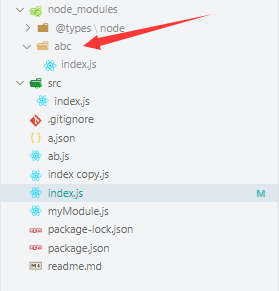 node_modules
@types\node
abc
index.js
src
index.js
.gitignore
a.json
ab.js
index copy.js
index.js M
myModule.js
package-lock.json
package.json
readme.md